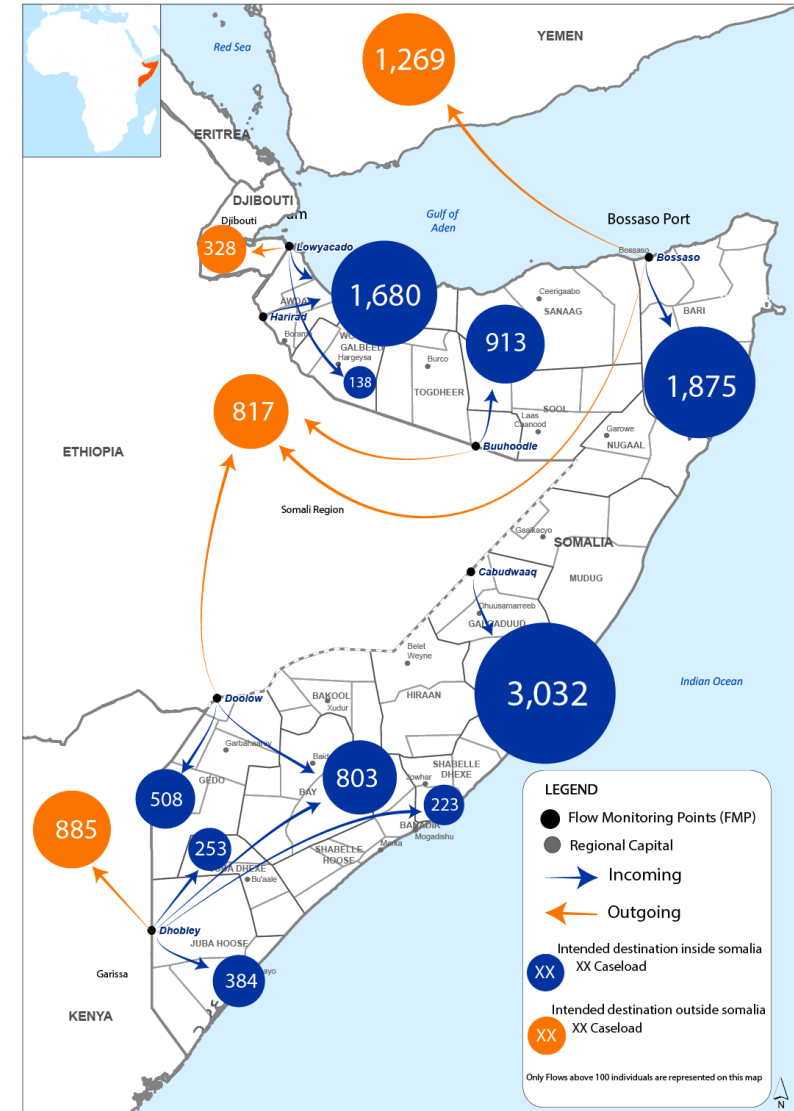 Red Sea
YEMEN
1,269
ERITREA
DJIBOUTI
Djibouti
am
Gulf of
Aden
Bossaso Port
328
Lowyacado
Bossaso
Bossaso
1,680
Ceerigaabo
SANAAG
BARI
Harirad
GALBEED
Hargeysa
913
Burco
138
TOGDHEER
1,875
817
SOOL
Laas
Caanood
Garowe
NUGAAL
Buuhoodle
ETHIOPIA
Somali Region
Gaalkacyo
SOMALIA
Cabudwaaq
MUDUG
Dhuusamarreeb
GALGADUUD
Belet
Weyne
3,032
Indian Ocean
Doolow
BAKOOL
Xudur
HIRAAN
Garbahaarey
GEDO
803
BAY
Jowhar
SHABELLE
DHEXE
508
223
BANADIR
Mogadishu
885
253
Marka
SHABELLE
HOOSE
Bu'aale
Dhobley
JUBA HOOSE
Garissa
384
KENYA
LEGEND
Flow Monitoring Points (FMP)
Regional Capital
Incoming
Outgoing
Intended destination inside somalia
XX
XX Caseload
Intended destination outside somalia
XX
XX Caseload
Only Flows above 100 individuals are represented on this map
N